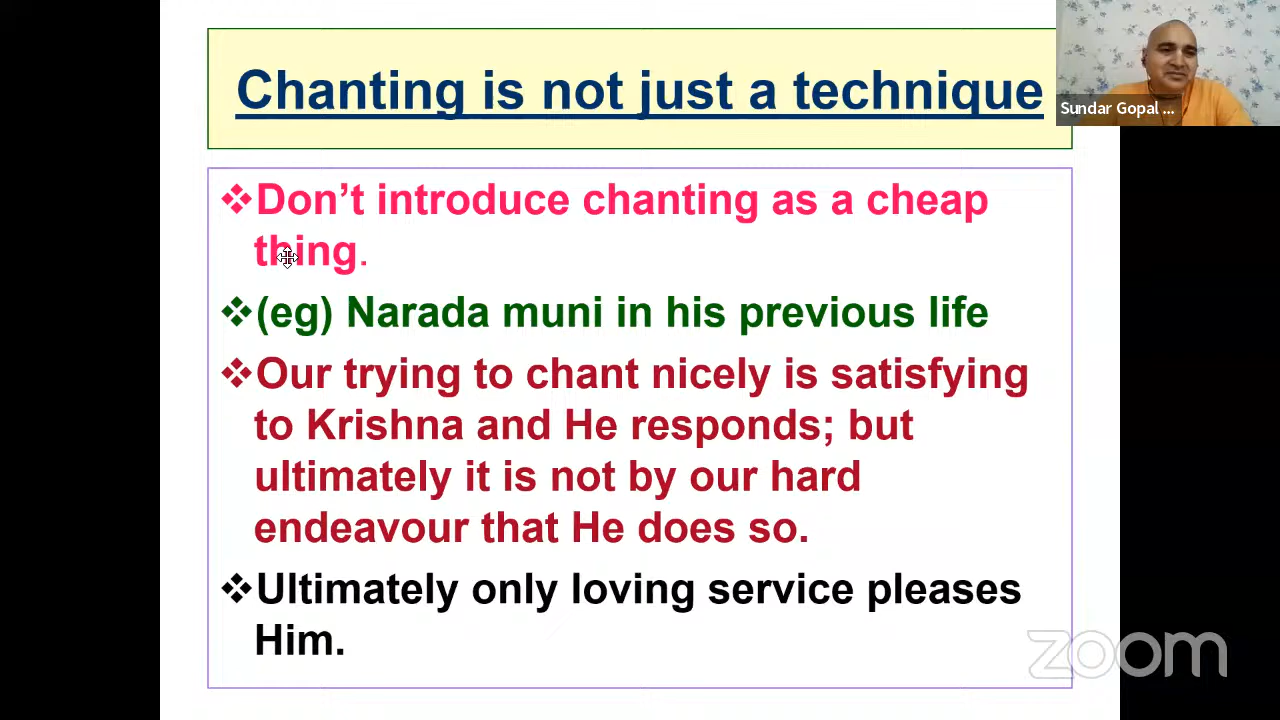 Chanting is not just a technique
Sundar Gopal ...
❖Don’t introduce chanting as a cheap
thing.
❖(eg) Narada muni in his previous life
❖Our trying to chant nicely is satisfying
to Krishna and He responds; but
ultimately it is not by our hard
endeavour that He does so.
❖Ultimately only loving service pleases
Him.
zoom